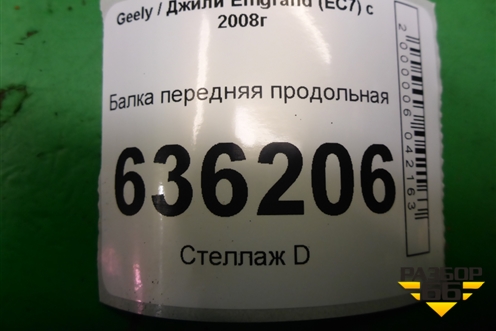 Geely / Джили Emgrand (EC7) с
2008г
Балка передняя продольная
636206
Стеллаж D
2000006042163
РАЗБОР
66